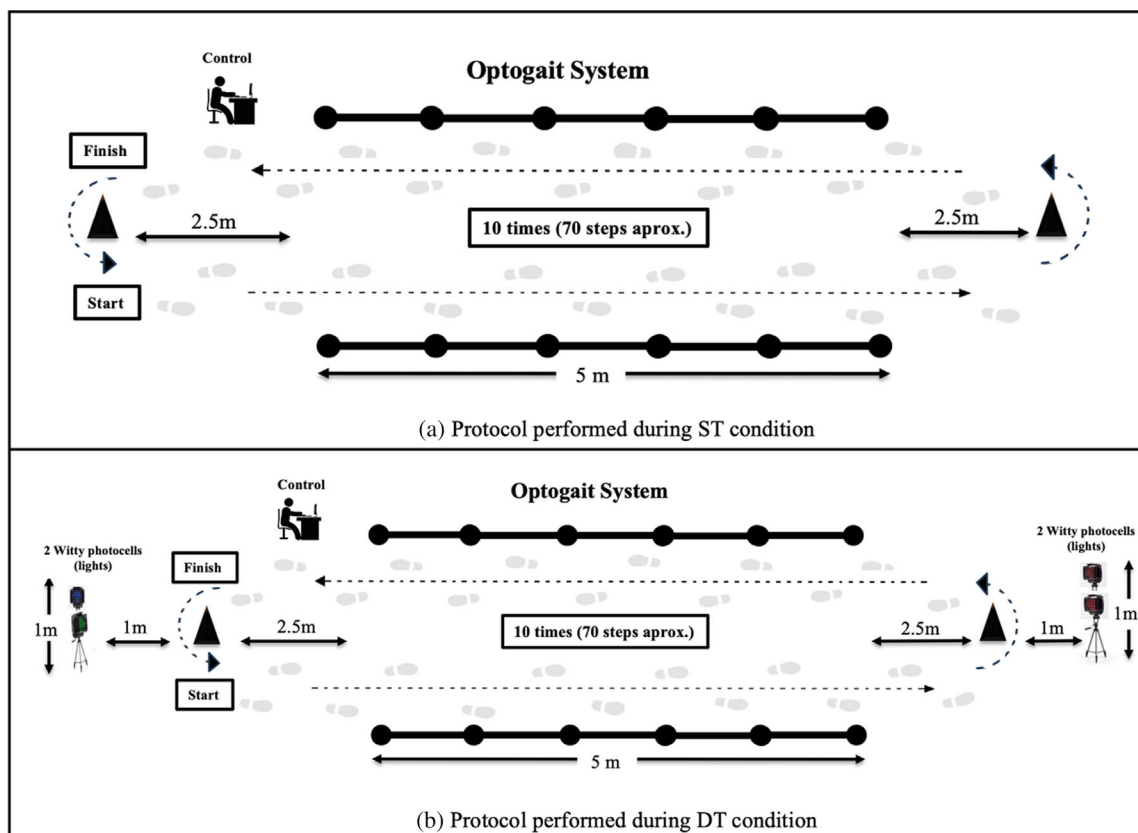 Control
Optogait System
Finish
2.5m
10 times (70 steps aprox.)
2.5m
Start
5 m
(a) Protocol performed during ST condition
Control
Optogait System
2 Witty photocells
(lights)
Finish
2 Witty photocells
(lights)
1m
1m
2.5m
10 times (70 steps aprox.)
2.5m
1m
1m
Start
5 m
(b) Protocol performed during DT condition